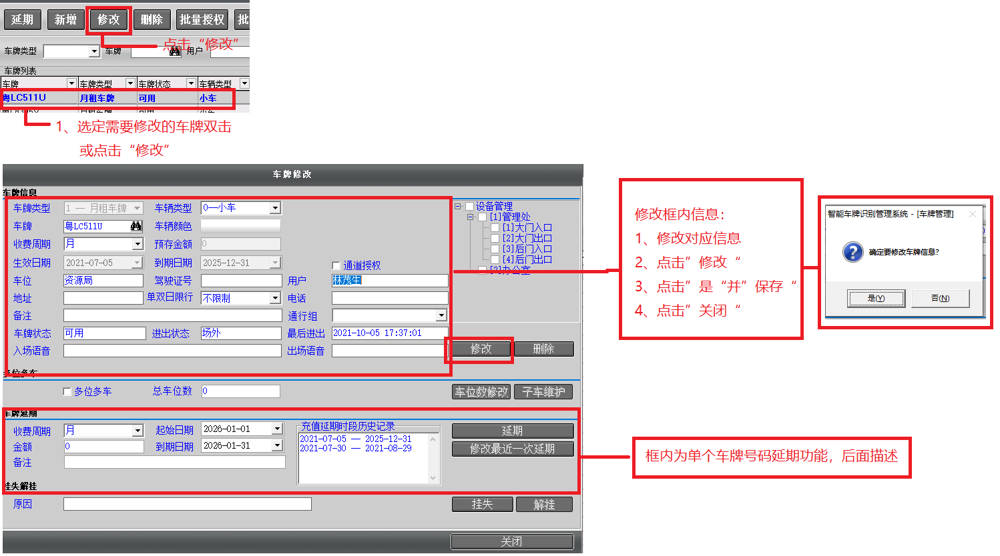 延期 新增 修改 删除 批量授权 批
点击“修改”
车牌类型 车牌 用户
车牌列表
车牌 车牌类型 车牌状态 车辆类型
粤LC511U 月租车牌 可用 小车
1、选定需要修改的车牌双击
或点击“修改”
车牌修改
车牌信息
车牌类型 1 — 月租车牌 车辆类型 0—小车
车牌 粤LC511U 车辆颜色
收费周期 月 预存金额 0
生效日期 2021-07-05 到期日期 2025-12-31 通道授权
车位 资源局 驾驶证号 用户 林茂生
地址 单双日限行 不限制 电话
备注 通行组
车牌状态 可用 进出状态 场外 最后进出 2021-10-05 17:37:01
入场语音 出场语音
设备管理
[1]管理处
[1]大门入口
[2]大门出口
[3]后门入口
[4]后门出口
[2]办公室
修改 删除
多位多车
多位多车 总车位数 0 车位数修改 子车维护
车牌延期
收费周期 月 起始日期 2026-01-01
金额 0 到期日期 2026-01-31
备注
充值延期时段历史记录
2021-07-05 — 2025-12-31
2021-07-30 — 2021-08-29
延期
修改最近一次延期
挂失解挂
原因 挂失 解挂
关闭
修改框内信息：
1、修改对应信息
2、点击”修改“
3、点击”是“并”保存“
4、点击”关闭“
智能车牌识别管理系统 - [车牌管理]
确定要修改车牌信息?
是(Y) 否(N)
框内为单个车牌号码延期功能，后面描述